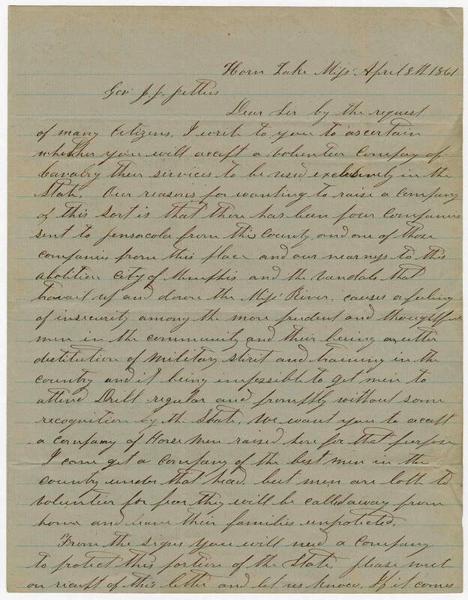 Horn Lake Miss. April 8th 1861
Gov J. J. Pettus
Dear Sir by the request
of many Citizens, I write to you to ascertain
whether you will accept a volunteer Company of
Cavalry their services to be used exclusively in the
State, Our reasons for wanting to raise a Company
of this sort is that there has been four Companies
sent to Pensacola from this County and one of those
companies from this place and our nearness to this
abolition City of Memphis and the vandals that
travail up and down the Miss River, causes a feeling
of insecurity among the more prudent and thoughtful
men in the community and their being an utter
distitution of Military and training in the
country and it being impossible to get men to
attend Drill regular and promptly without some
recognition by the State, We want you to accept
a Company of Horse Men raised here for that purpose
I can get a Company of the best men in the
country under that head, but men are loth to
volunteer for fear they will be called away from
home and leave their families unprotected.
From the signs you will need a Company
to protect this portion of the State, please write
on receipt of this letter and let us know, If it comes